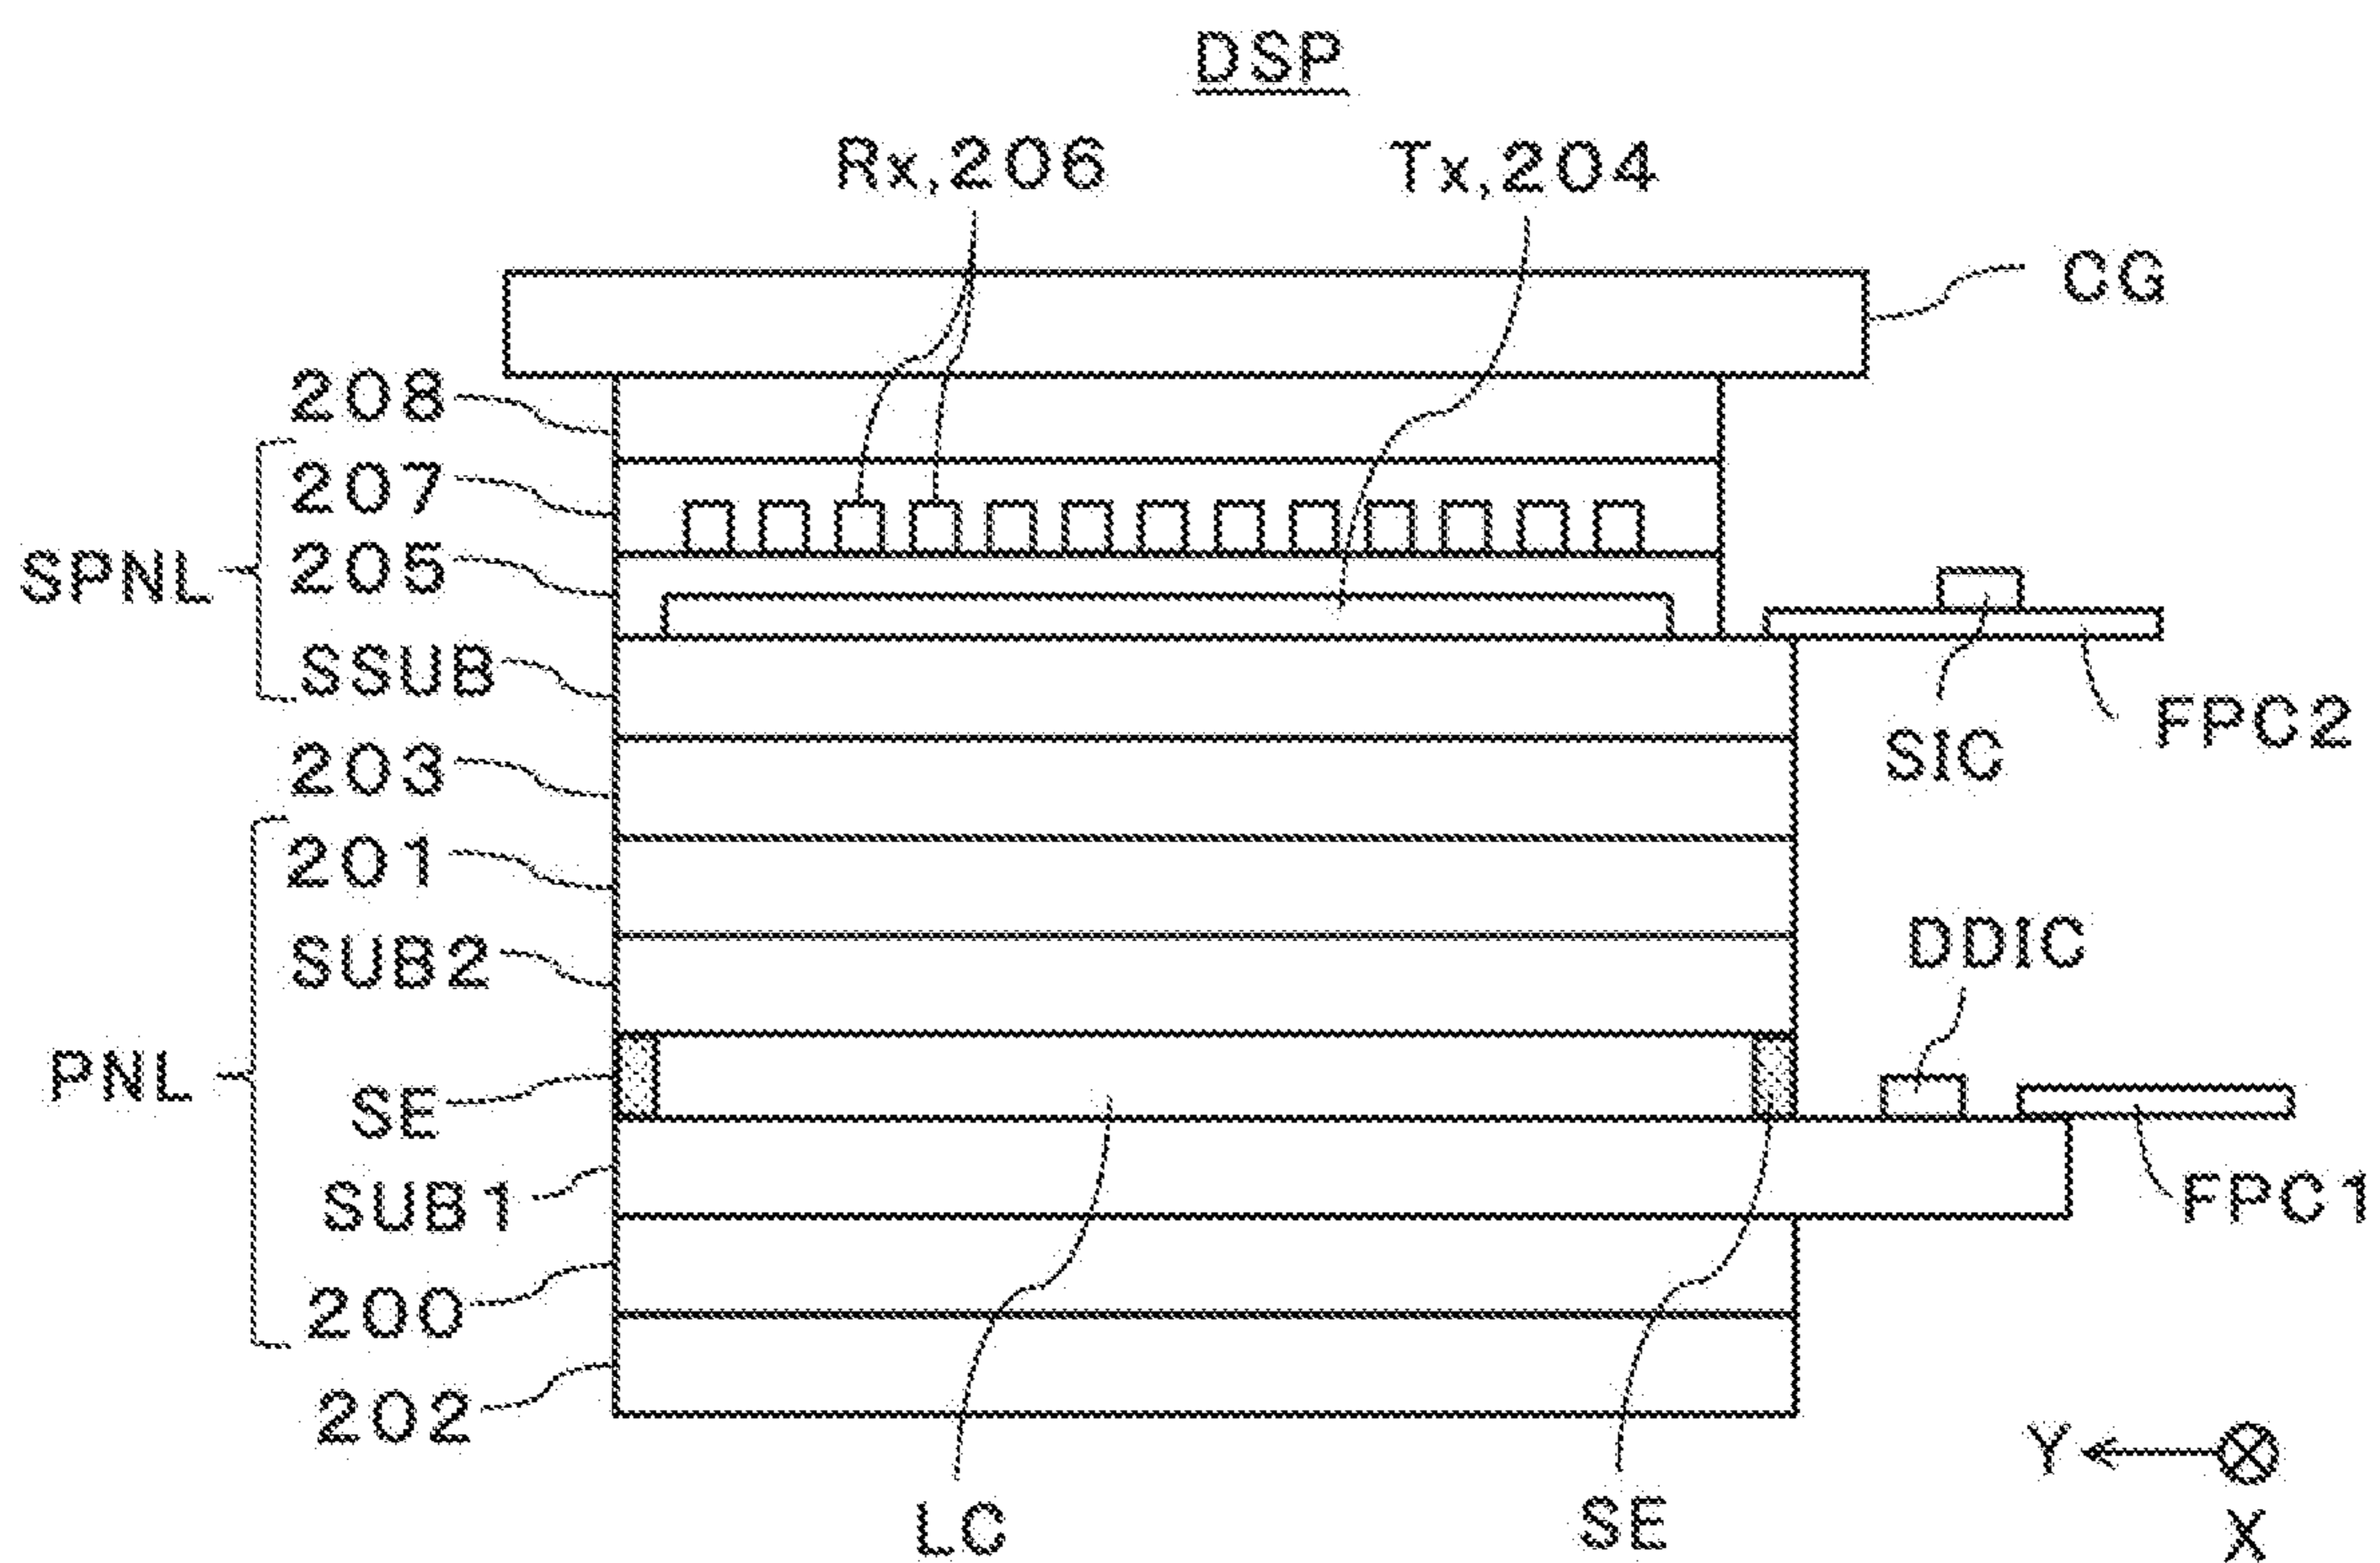 DSP
Rx,206
Tx,204
CG
208
207
205
SPNL
SSUB
FPC2
SIC
203
201
SUB2
DDIC
PNL
SE
SUB1
FPC1
200
202
Y
LC
SE
X